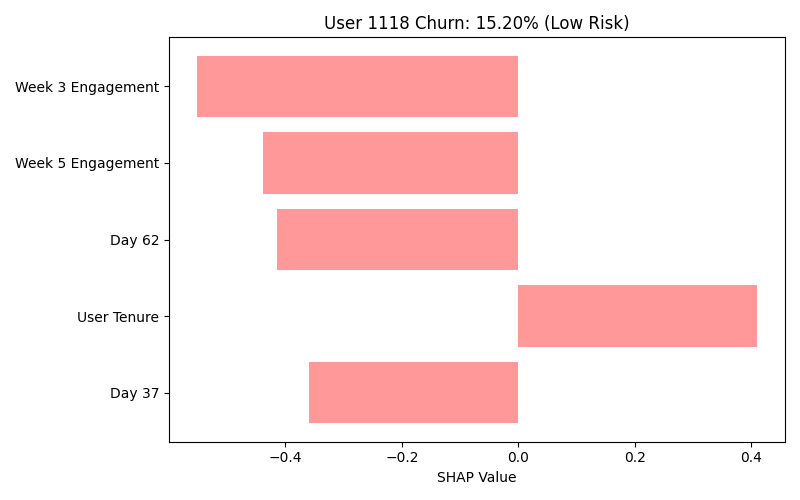 User 1118 Churn: 15.20% (Low Risk)
Week 3 Engagement
Week 5 Engagement
Day 62
User Tenure
Day 37
−0.4 −0.2 0.0 0.2 0.4
SHAP Value